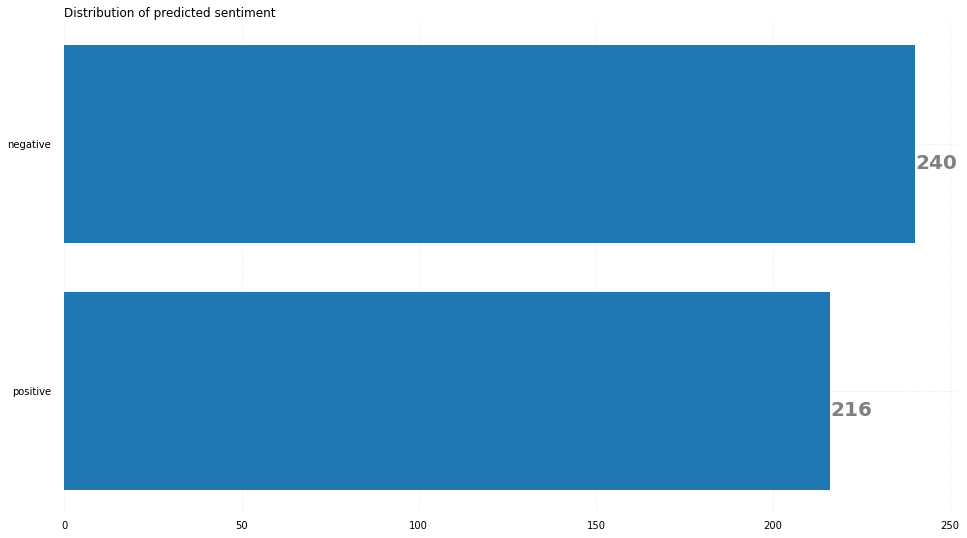 Distribution of predicted sentiment
negative
240
positive
216
0 50 100 150 200 250